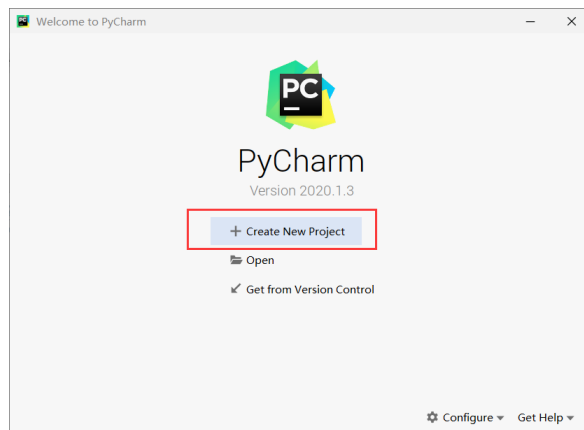 Welcome to PyCharm
PC
PyCharm
Version 2020.1.3
Create New Project
Open
Get from Version Control
Configure Get Help